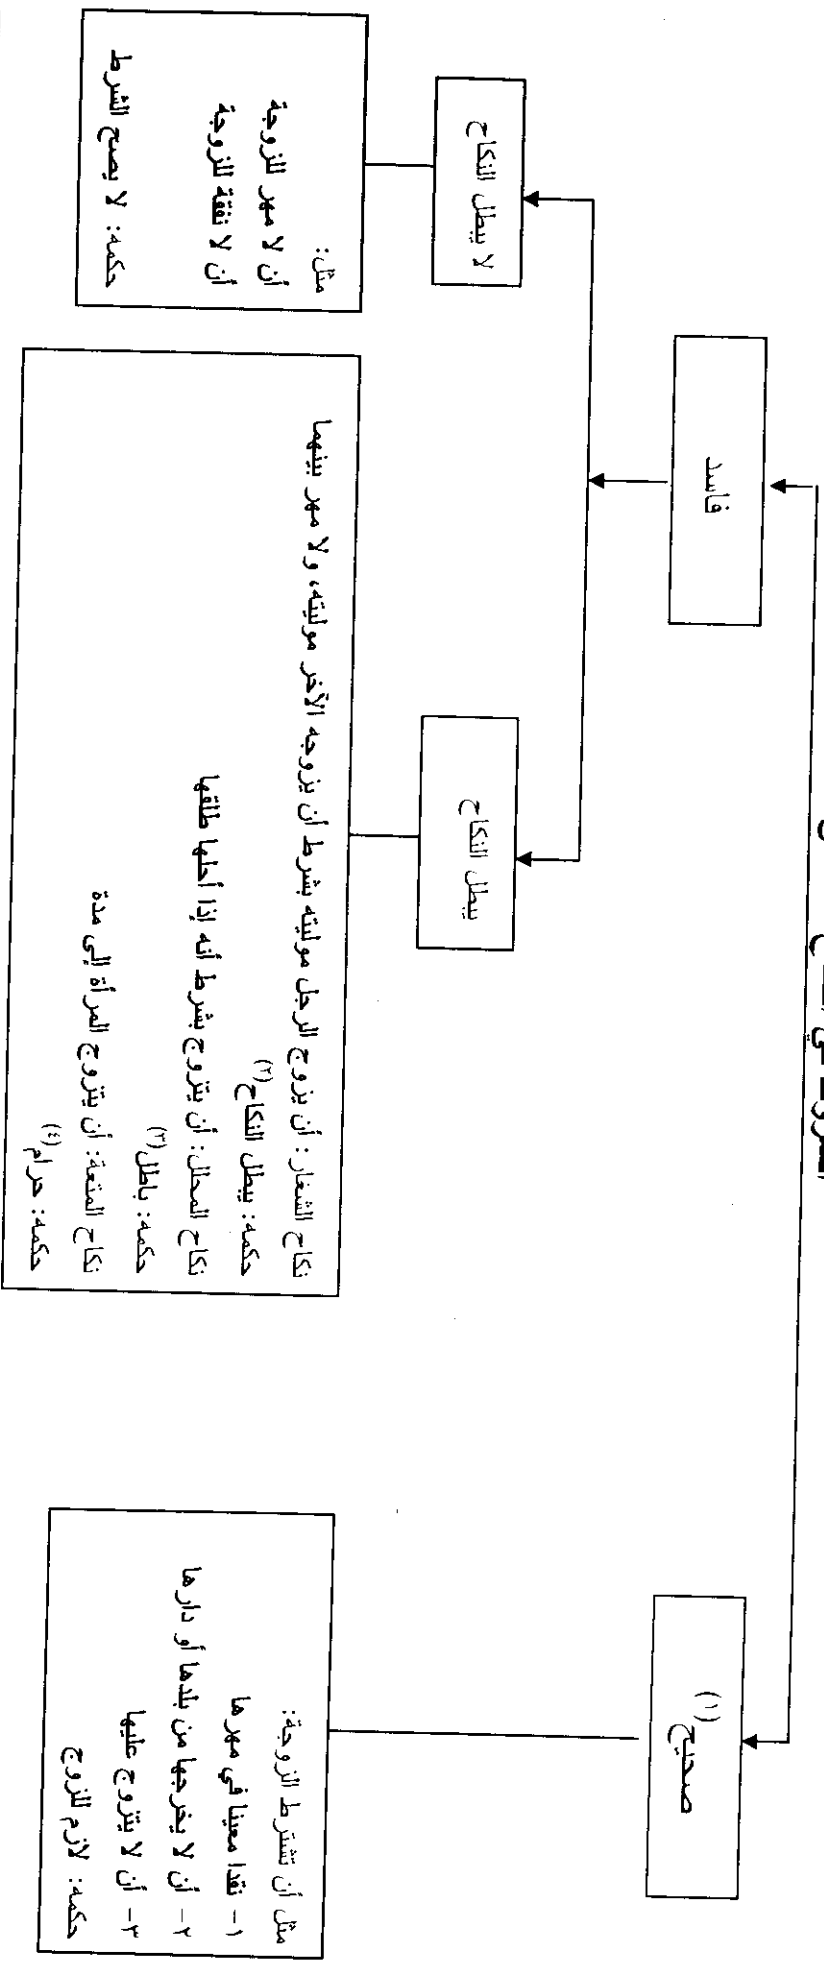 الشروط في النكاح
صحيح (١)
فاسد
مثل أن تشترط الزوجة:
١- نقدا معينا في مهرها
٢- أن لا يخرجها من بلدها أو دارها
٣- أن لا يتزوج عليها
حكمه: لازم للزوج
يبطل النكاح
لا يبطل النكاح
نكاح الشغار: أن يزوج الرجل موليته بشرط أن يزوجه الآخر موليته، ولا مهر بينهما
حكمه: يبطل النكاح (٢)
نكاح المحلل: أن يتزوج بشرط أنه إذا أحلها طلقها
حكمه: باطل (٣)
نكاح المتعة: أن يتزوج المرأة إلى مدة
حكمه: حرام (٤)
مثل:
أن لا مهر للزوجة
أن لا نفقة للزوجة
حكمه: لا يصح الشرط